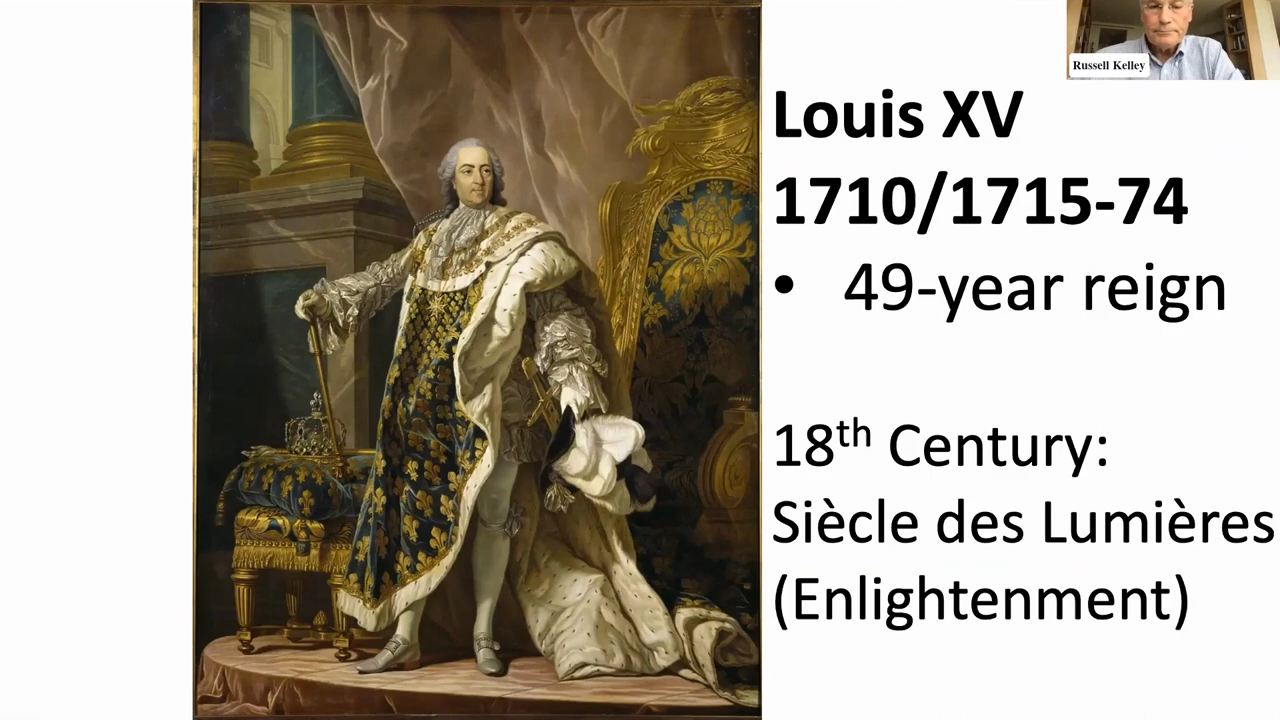 Russell Kelley
Louis XV
1710/1715-74
• 49-year reign
18th Century:
Siècle des Lumières
(Enlightenment)